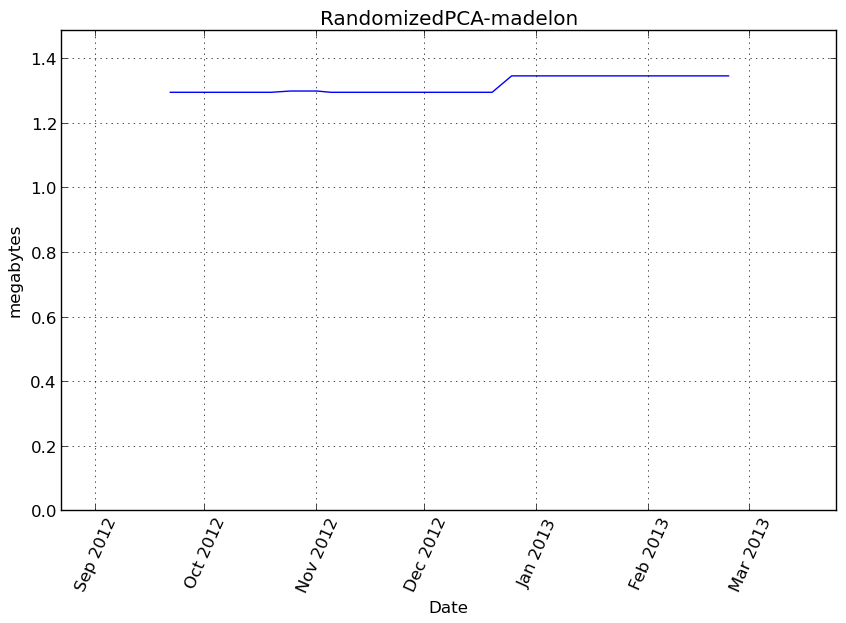 RandomizedPCA-madelon
1.4
1.2
1.0
0.8
0.6
0.4
0.2
0.0
megabytes
Sep 2012
Oct 2012
Nov 2012
Dec 2012
Jan 2013
Feb 2013
Mar 2013
Date